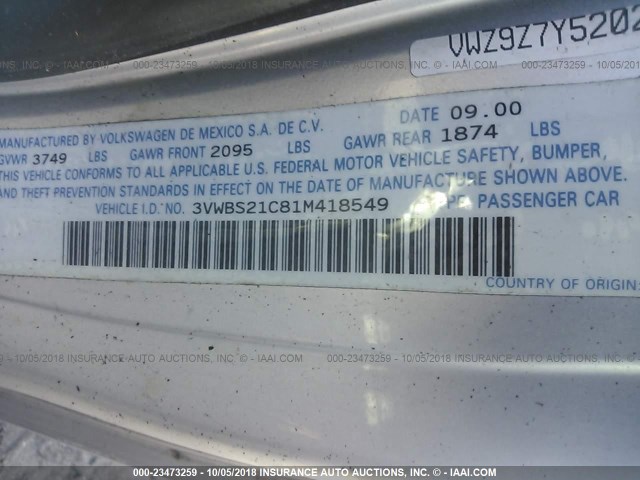 VWZ9Z7Y5202
DATE 09.00
MANUFACTURED BY VOLKSWAGEN DE MEXICO S.A. DE C.V.
GVWR 3749 LBS GAWR FRONT 2095 LBS GAWR REAR 1874 LBS
THIS VEHICLE CONFORMS TO ALL APPLICABLE U.S. FEDERAL MOTOR VEHICLE SAFETY, BUMPER,
AND THEFT PREVENTION STANDARDS IN EFFECT ON THE DATE OF MANUFACTURE SHOWN ABOVE.
VEHICLE I.D. NO. 3VWBS21C81M418549 PASSENGER CAR
COUNTRY OF ORIGIN:
000-23473259 - 10/05/2018 INSURANCE AUTO AUCTIONS, INC. © - IAAI.COM